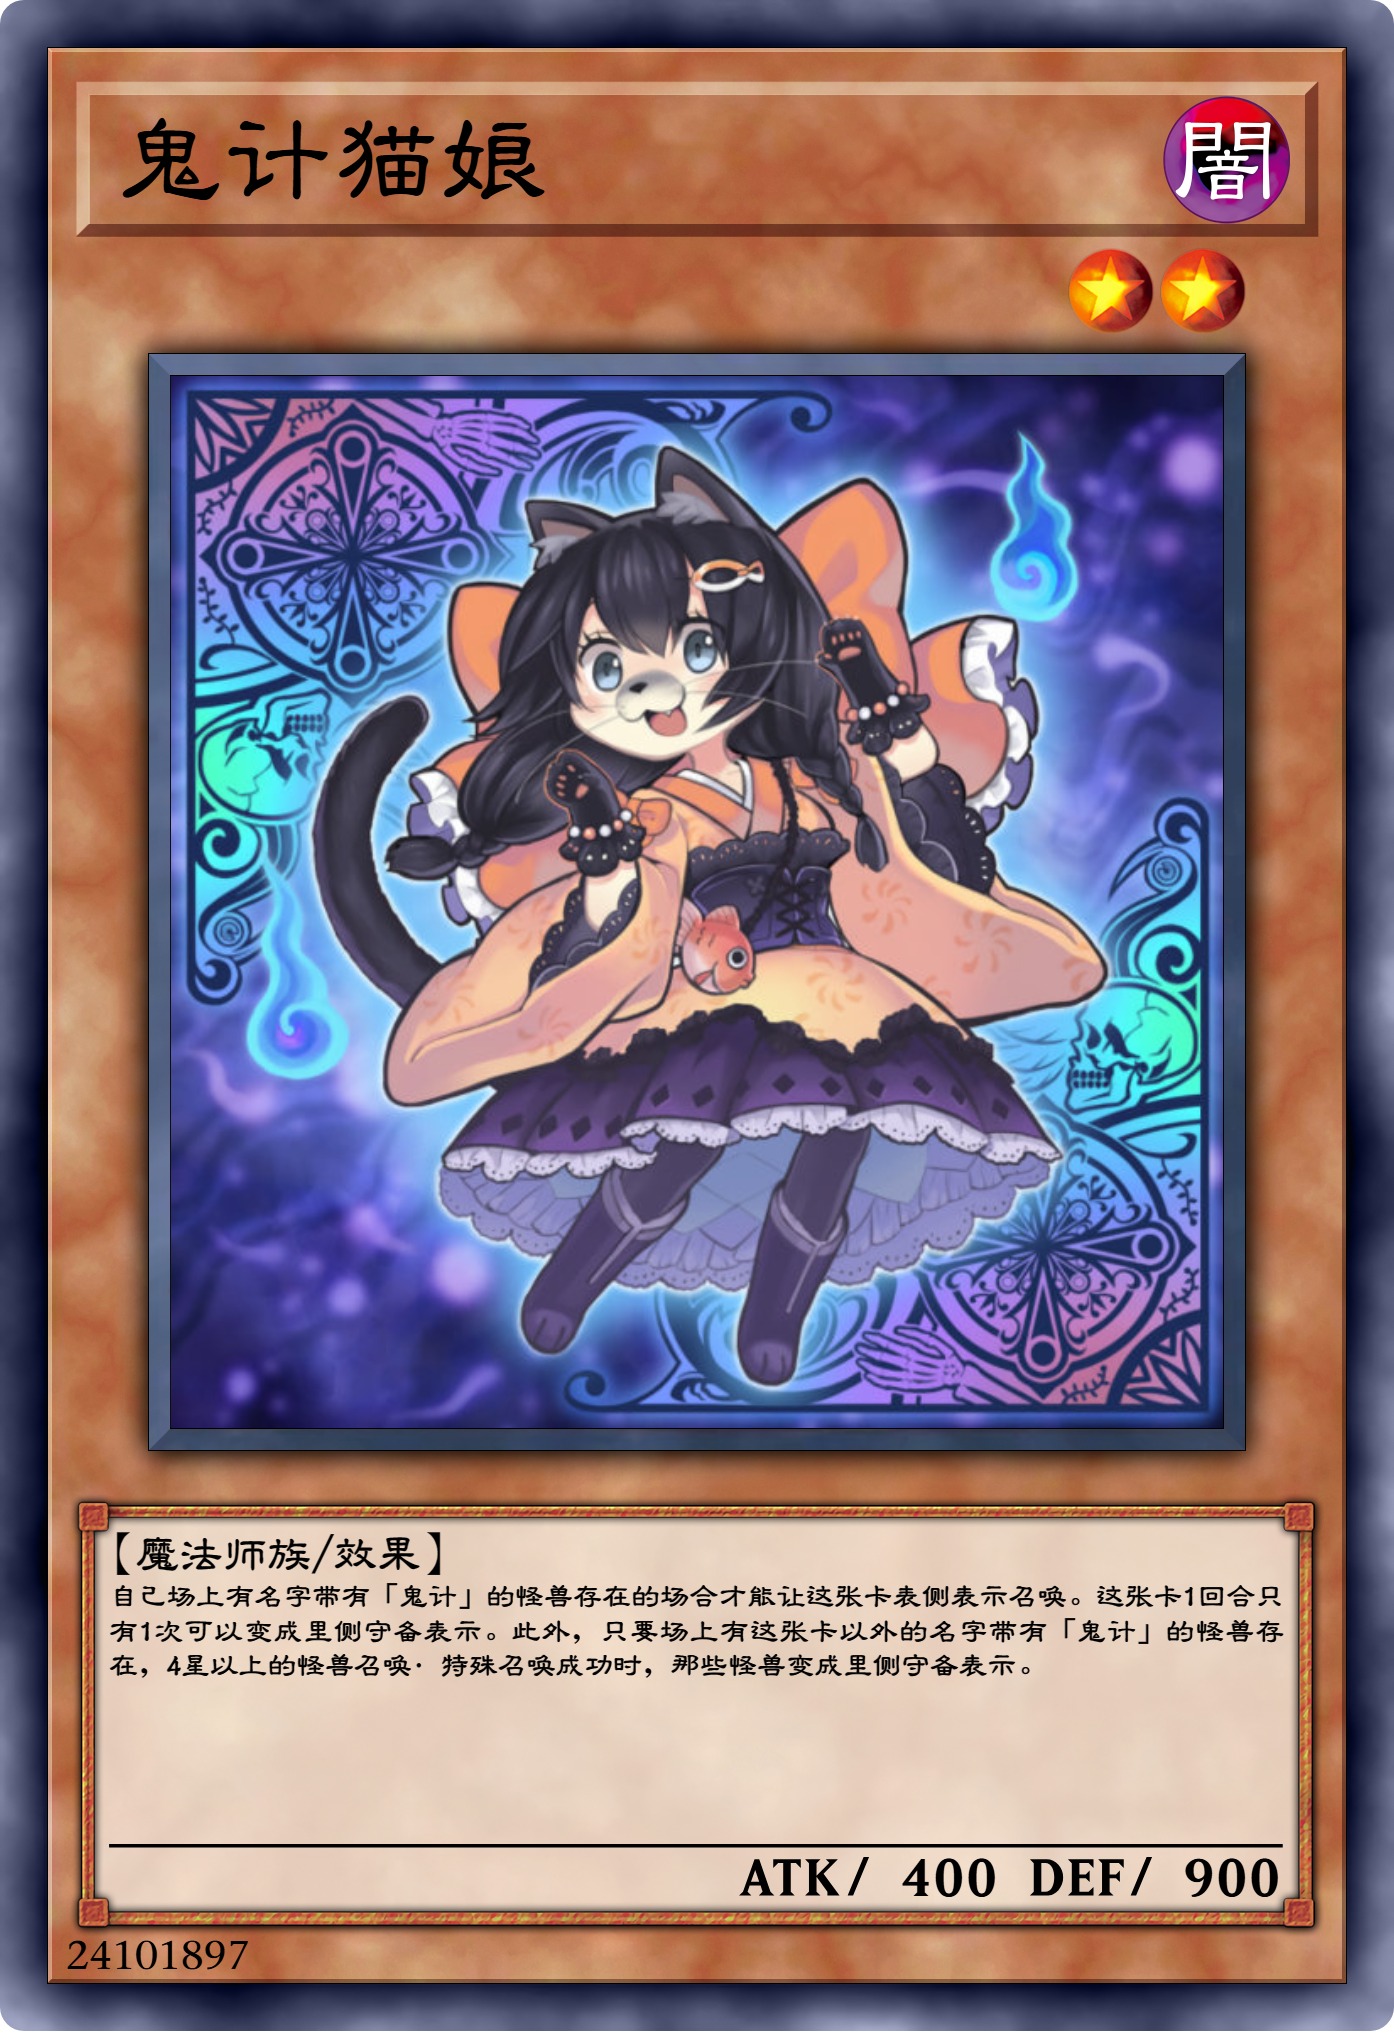 鬼计猫娘
闇
【魔法师族/效果】
自己场上有名字带有「鬼计」的怪兽存在的场合才能让这张卡表侧表示召唤。这张卡1回合只
有1次可以变成里侧守备表示。此外，只要场上有这张卡以外的名字带有「鬼计」的怪兽存
在，4星以上的怪兽召唤·特殊召唤成功时，那些怪兽变成里侧守备表示。
ATK/ 400 DEF/ 900
24101897